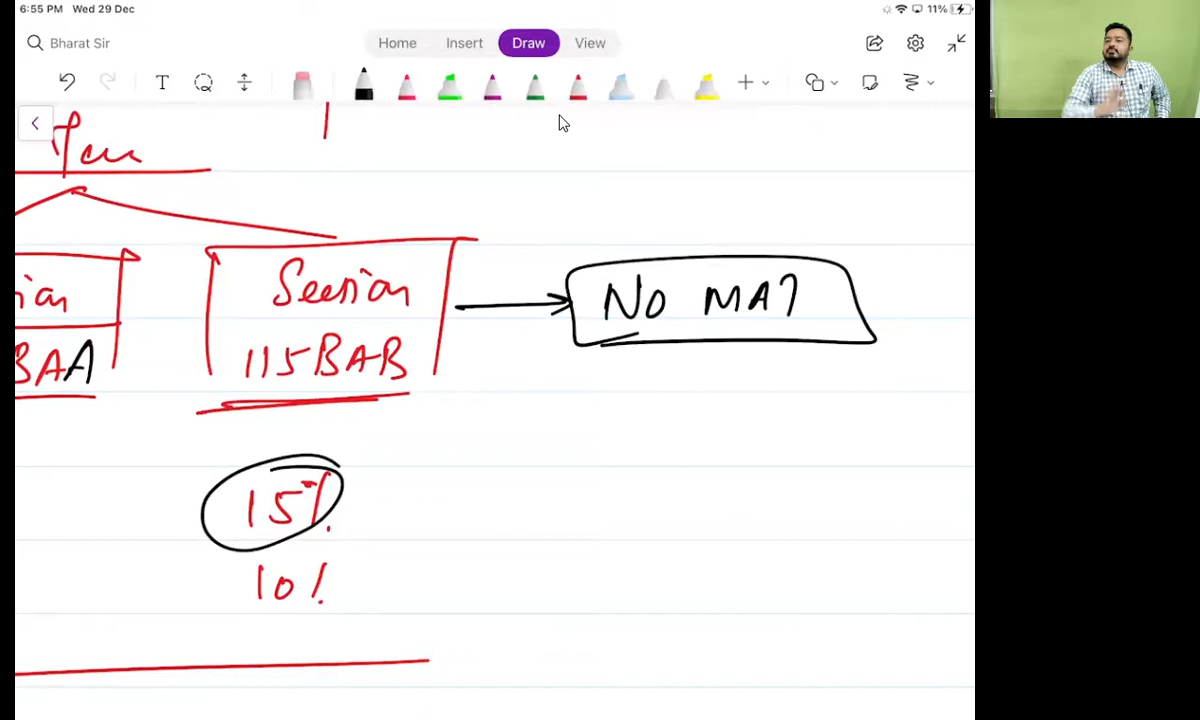 6:55 PM Wed 29 Dec
11%
Bharat Sir
Home Insert Draw View
T
Section
115BAB
NO MAT
BAA
15%
10%